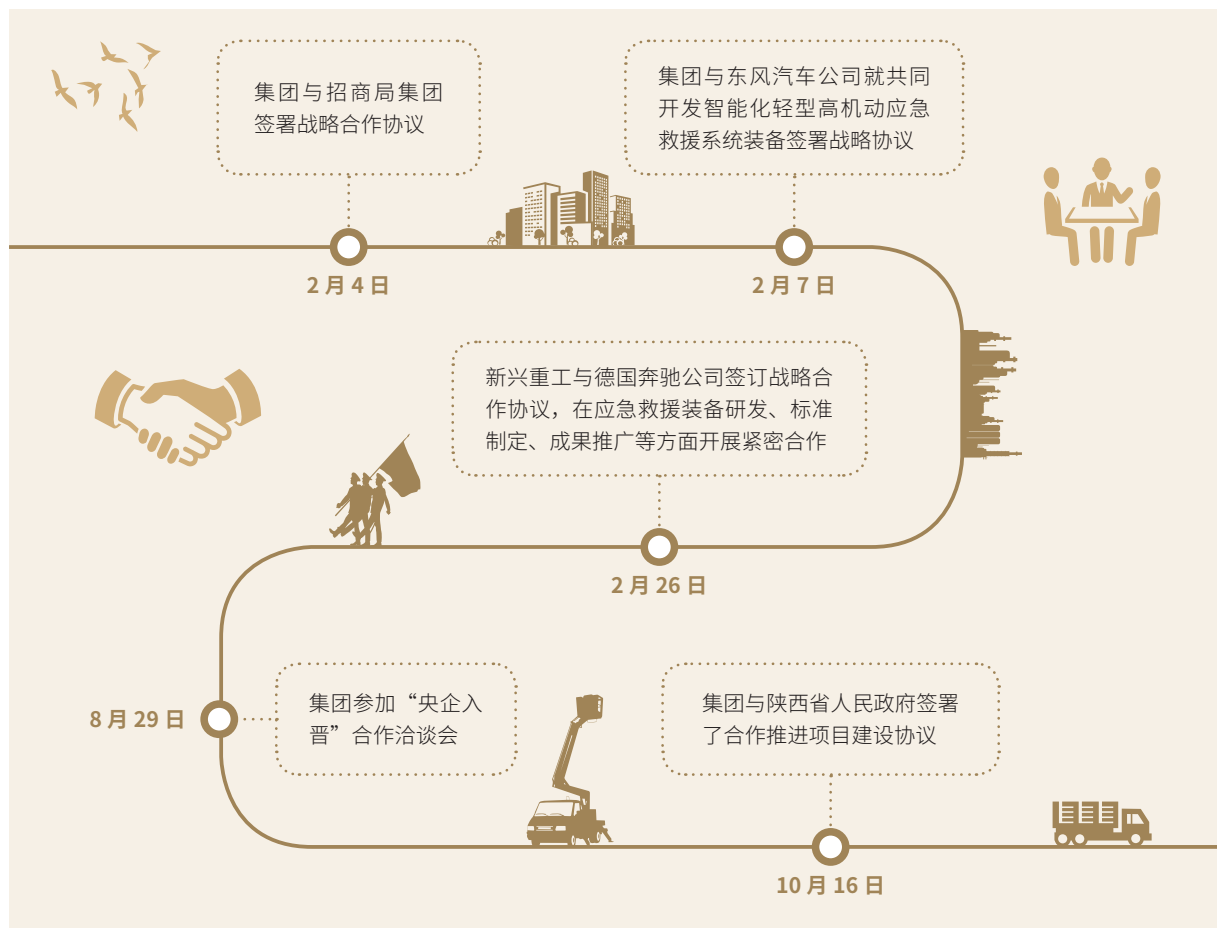 集团与招商局集团
签署战略合作协议
2 月 4 日
集团与东风汽车公司就共同
开发智能化轻型高机动应急
救援系统装备签署战略协议
2 月 7 日
新兴重工与德国奔驰公司签订战略合
作协议，在应急救援装备研发、标准
制定、成果推广等方面开展紧密合作
2 月 26 日
8 月 29 日
集团参加“央企入
晋”合作洽谈会
集团与陕西省人民政府签署
了合作推进项目建设协议
10 月 16 日